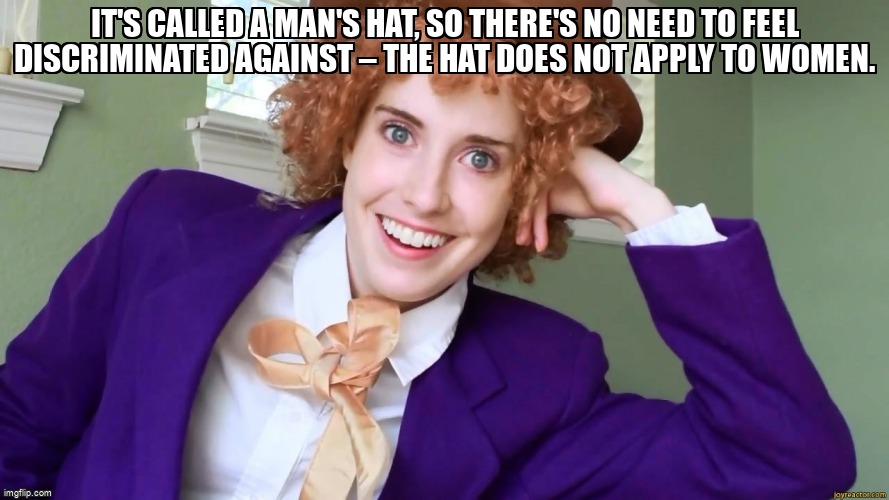 IT'S CALLED A MAN'S HAT, SO THERE'S NO NEED TO FEEL
DISCRIMINATED AGAINST – THE HAT DOES NOT APPLY TO WOMEN.
imgflip.com
joyreactor.com